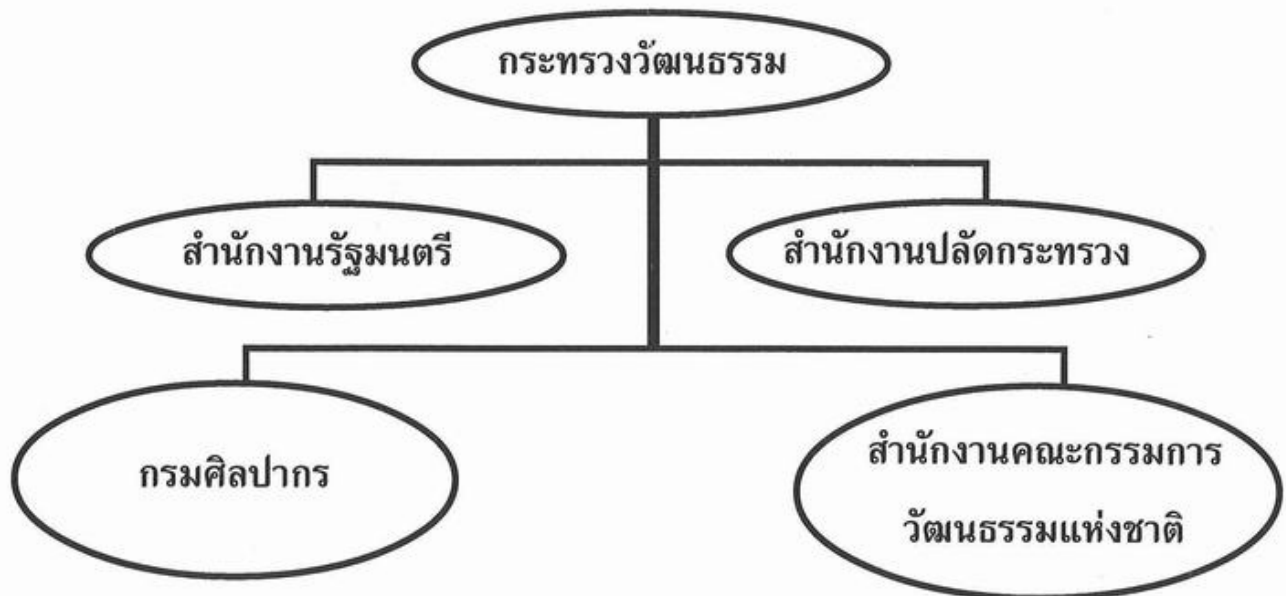 กระทรวงวัฒนธรรม
สำนักงานรัฐมนตรี
สำนักงานปลัดกระทรวง
กรมศิลปากร
สำนักงานคณะกรรมการ
วัฒนธรรมแห่งชาติ